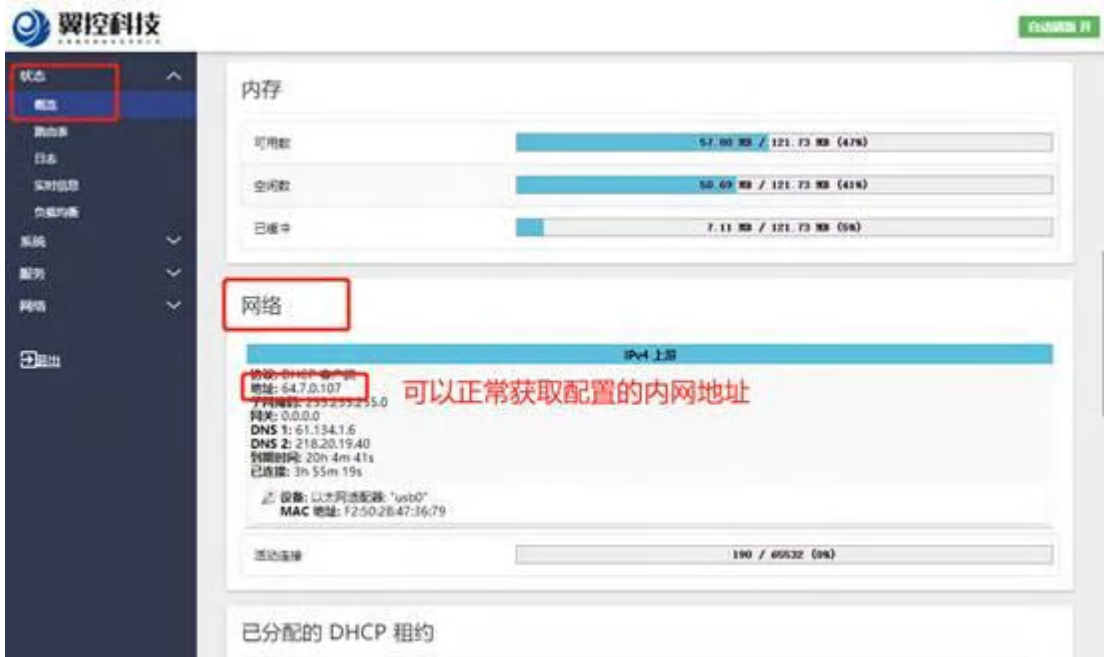 翼控科技
自动刷新 开
状态
概览
路由表
日志
实时信息
负载均衡
系统
服务
网络
退出
内存
可用数
57.00 MB / 121.73 MB (47%)
空闲数
50.69 MB / 121.73 MB (41%)
已缓冲
7.11 MB / 121.73 MB (5%)
网络
IPv4 上游
协议: DHCP 客户端
地址: 64.7.0.107
可以正常获取配置的内网地址
子网掩码: 255.255.255.0
网关: 0.0.0.0
DNS 1: 61.134.1.6
DNS 2: 218.20.19.40
到期时间: 20h 4m 41s
已连接: 3h 55m 19s
设备: 以太网适配器: "usb0"
MAC 地址: F2:50:2B:47:36:79
活动连接
190 / 65532 (0%)
已分配的 DHCP 租约